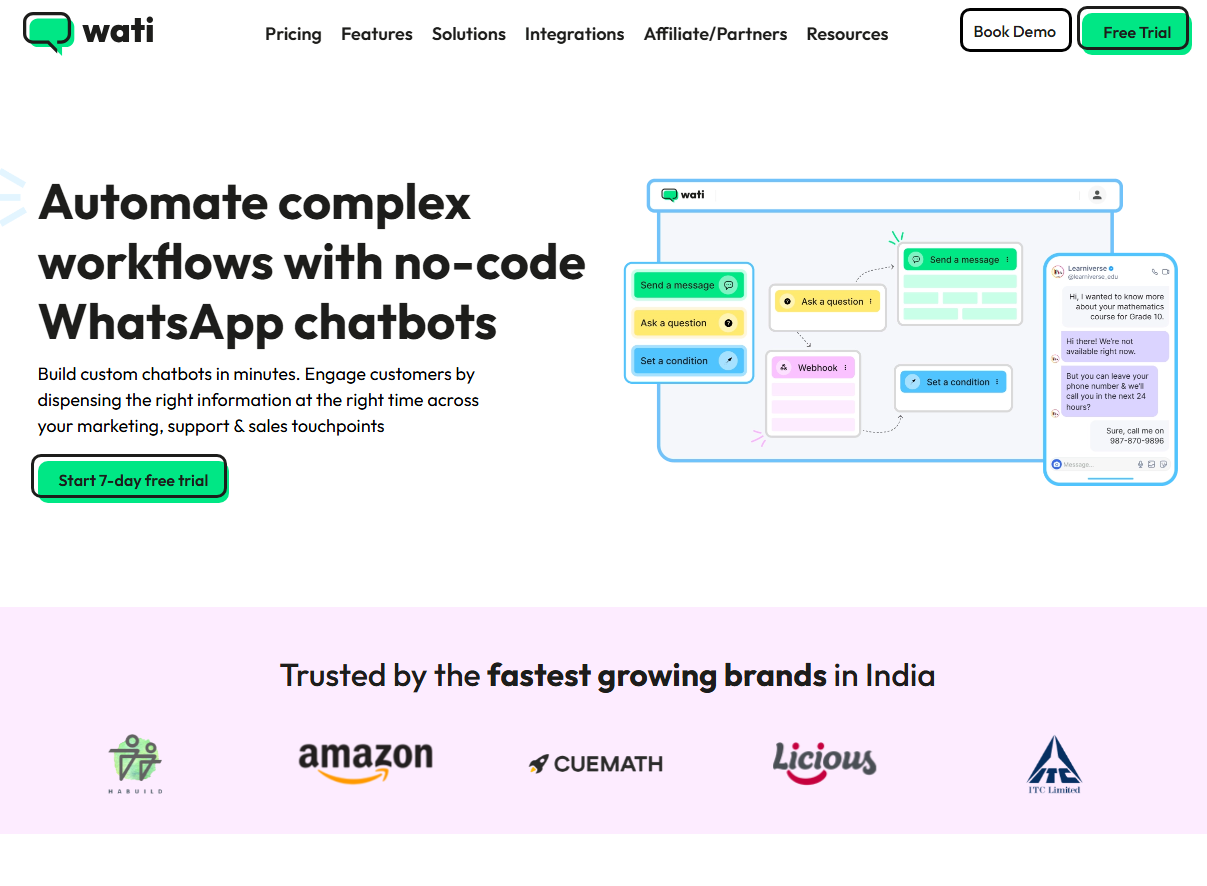 wati
Pricing Features Solutions Integrations Affiliate/Partners Resources
Book Demo
Free Trial
Automate complex
workflows with no-code
WhatsApp chatbots
Build custom chatbots in minutes. Engage customers by
dispensing the right information at the right time across
your marketing, support & sales touchpoints
Start 7-day free trial
wati
Send a message
Ask a question
Set a condition
Ask a question
Send a message
Webhook
Set a condition
Learniverse
@learniverse_edu
Hi, I wanted to know more
about your mathematics
course for Grade 10.
Hi there! We're not
available right now.
But you can leave your
phone number & we'll
call you in the next 24
hours?
Sure, call me on
987-870-9896
Message...
Trusted by the fastest growing brands in India
HABUILD
amazon
CUEMATH
Licious
ITC
ITC Limited